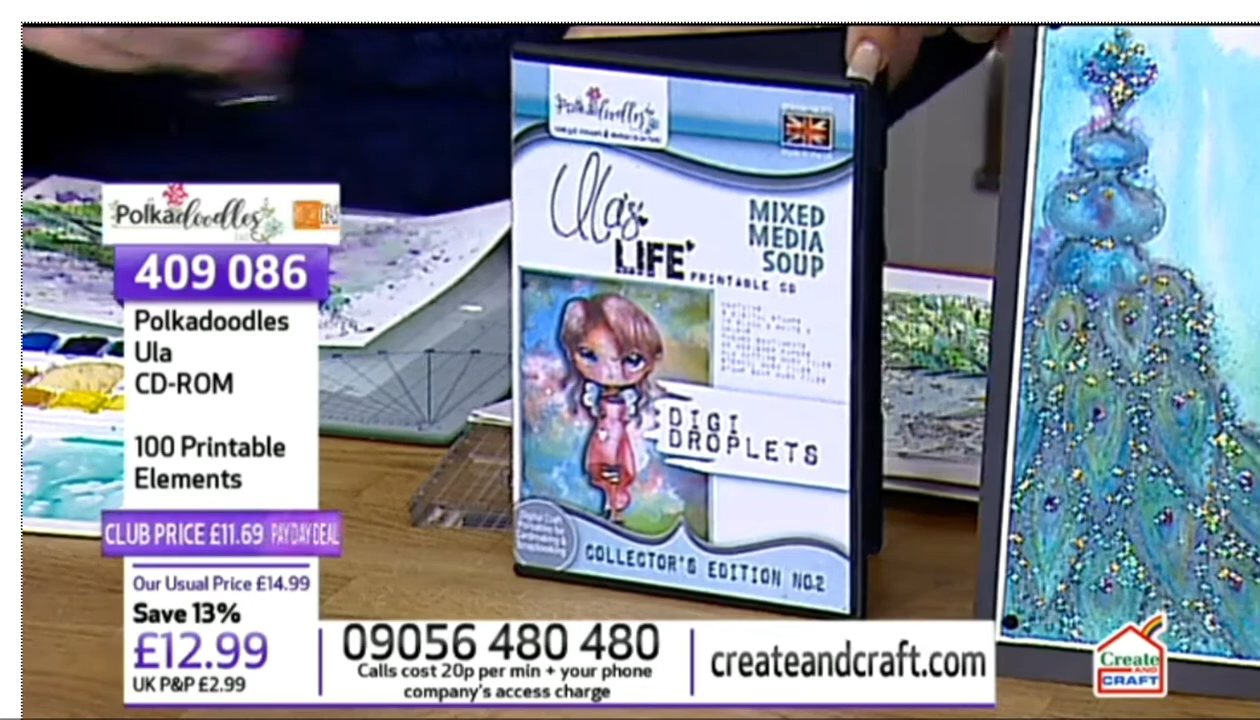 Polkadoodles
409 086
Polkadoodles
Ula
CD-ROM
100 Printable
Elements
CLUB PRICE £11.69 PAYDAY DEAL
Our Usual Price £14.99
Save 13%
£12.99
UK P&P £2.99
09056 480 480
Calls cost 20p per min + your phone
company's access charge
createandcraft.com
Polkadoodles
Ula's
LIFE
PRINTABLE CD
MIXED
MEDIA
SOUP
DIGI
DROPLETS
COLLECTOR'S EDITION NO.2
Create
AND
CRAFT